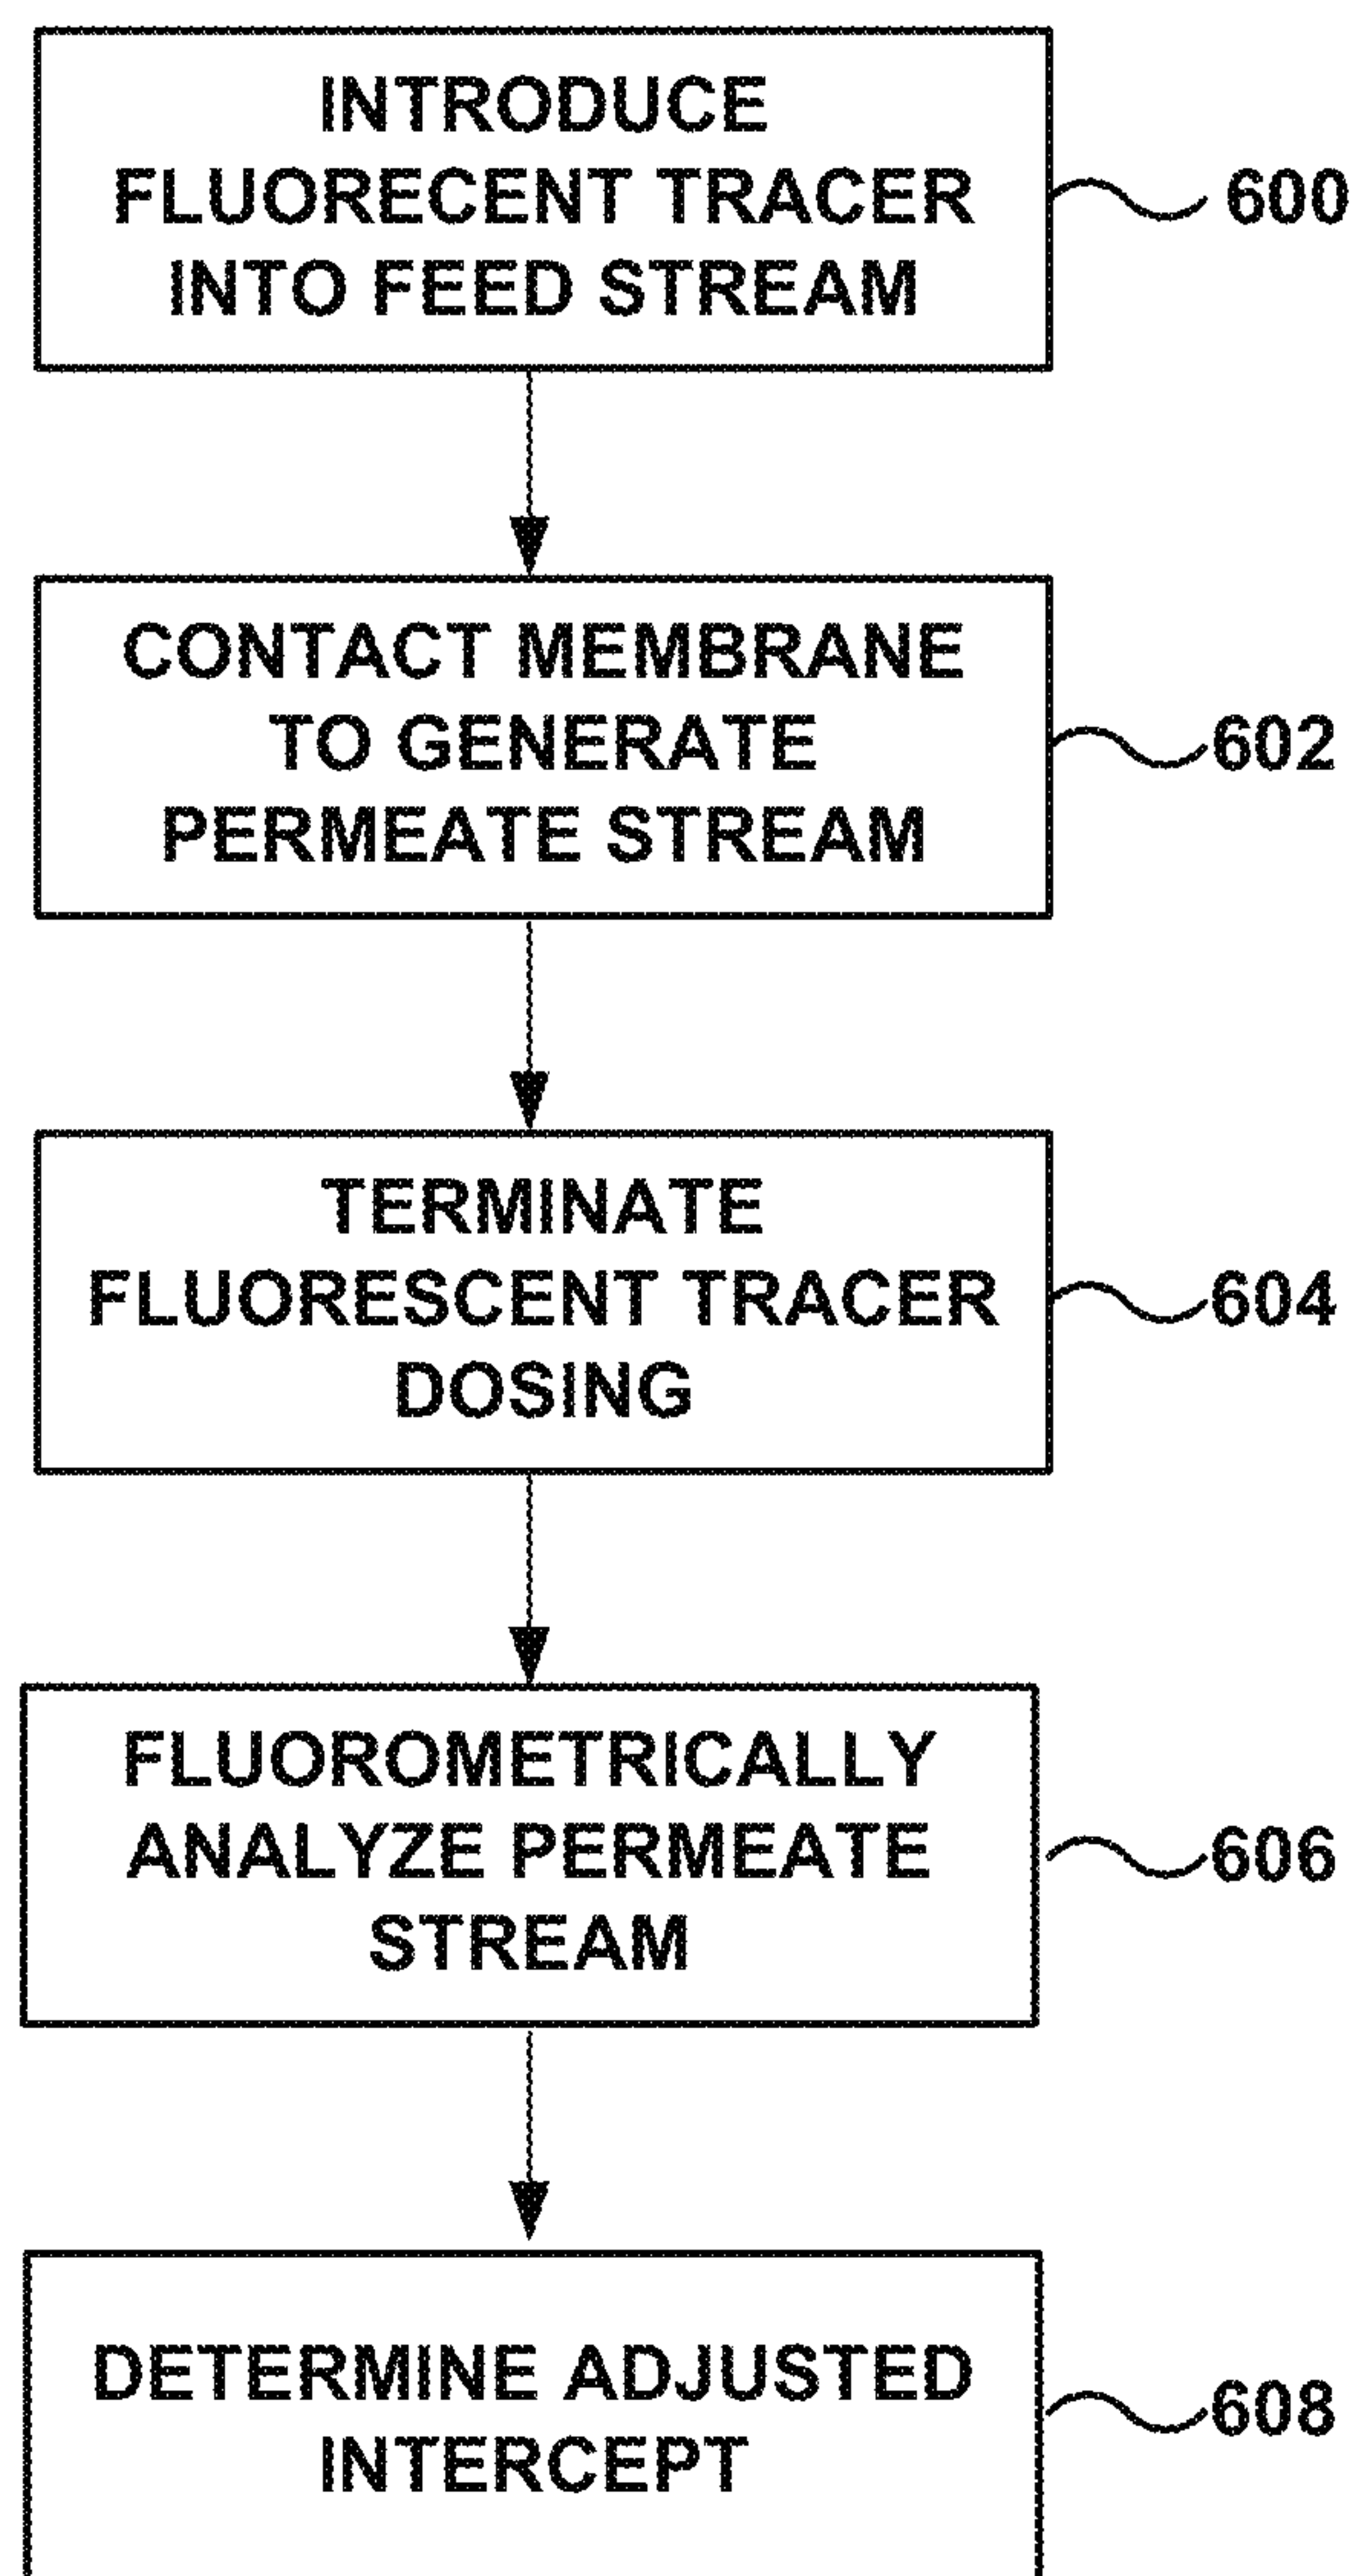 INTRODUCE
FLUORECENT TRACER
INTO FEED STREAM
600
CONTACT MEMBRANE
TO GENERATE
PERMEATE STREAM
602
TERMINATE
FLUORESCENT TRACER
DOSING
604
FLUOROMETRICALLY
ANALYZE PERMEATE
STREAM
606
DETERMINE ADJUSTED
INTERCEPT
608